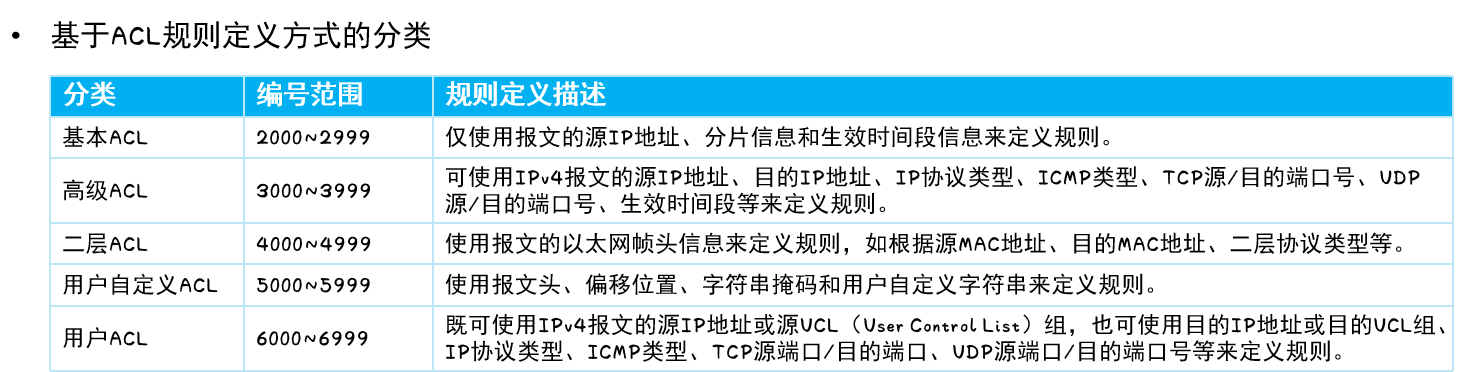 • 基于ACL规则定义方式的分类
分类 编号范围 规则定义描述
基本ACL 2000~2999 仅使用报文的源IP地址、分片信息和生效时间段信息来定义规则。
高级ACL 3000~3999 可使用IPv4报文的源IP地址、目的IP地址、IP协议类型、ICMP类型、TCP源/目的端口号、UDP
源/目的端口号、生效时间段等来定义规则。
二层ACL 4000~4999 使用报文的以太网帧头信息来定义规则，如根据源MAC地址、目的MAC地址、二层协议类型等。
用户自定义ACL 5000~5999 使用报文头、偏移位置、字符串掩码和用户自定义字符串来定义规则。
用户ACL 6000~6999 既可使用IPv4报文的源IP地址或源UCL（User Control List）组，也可使用目的IP地址或目的UCL组、
IP协议类型、ICMP类型、TCP源端口/目的端口、UDP源端口/目的端口号等来定义规则。